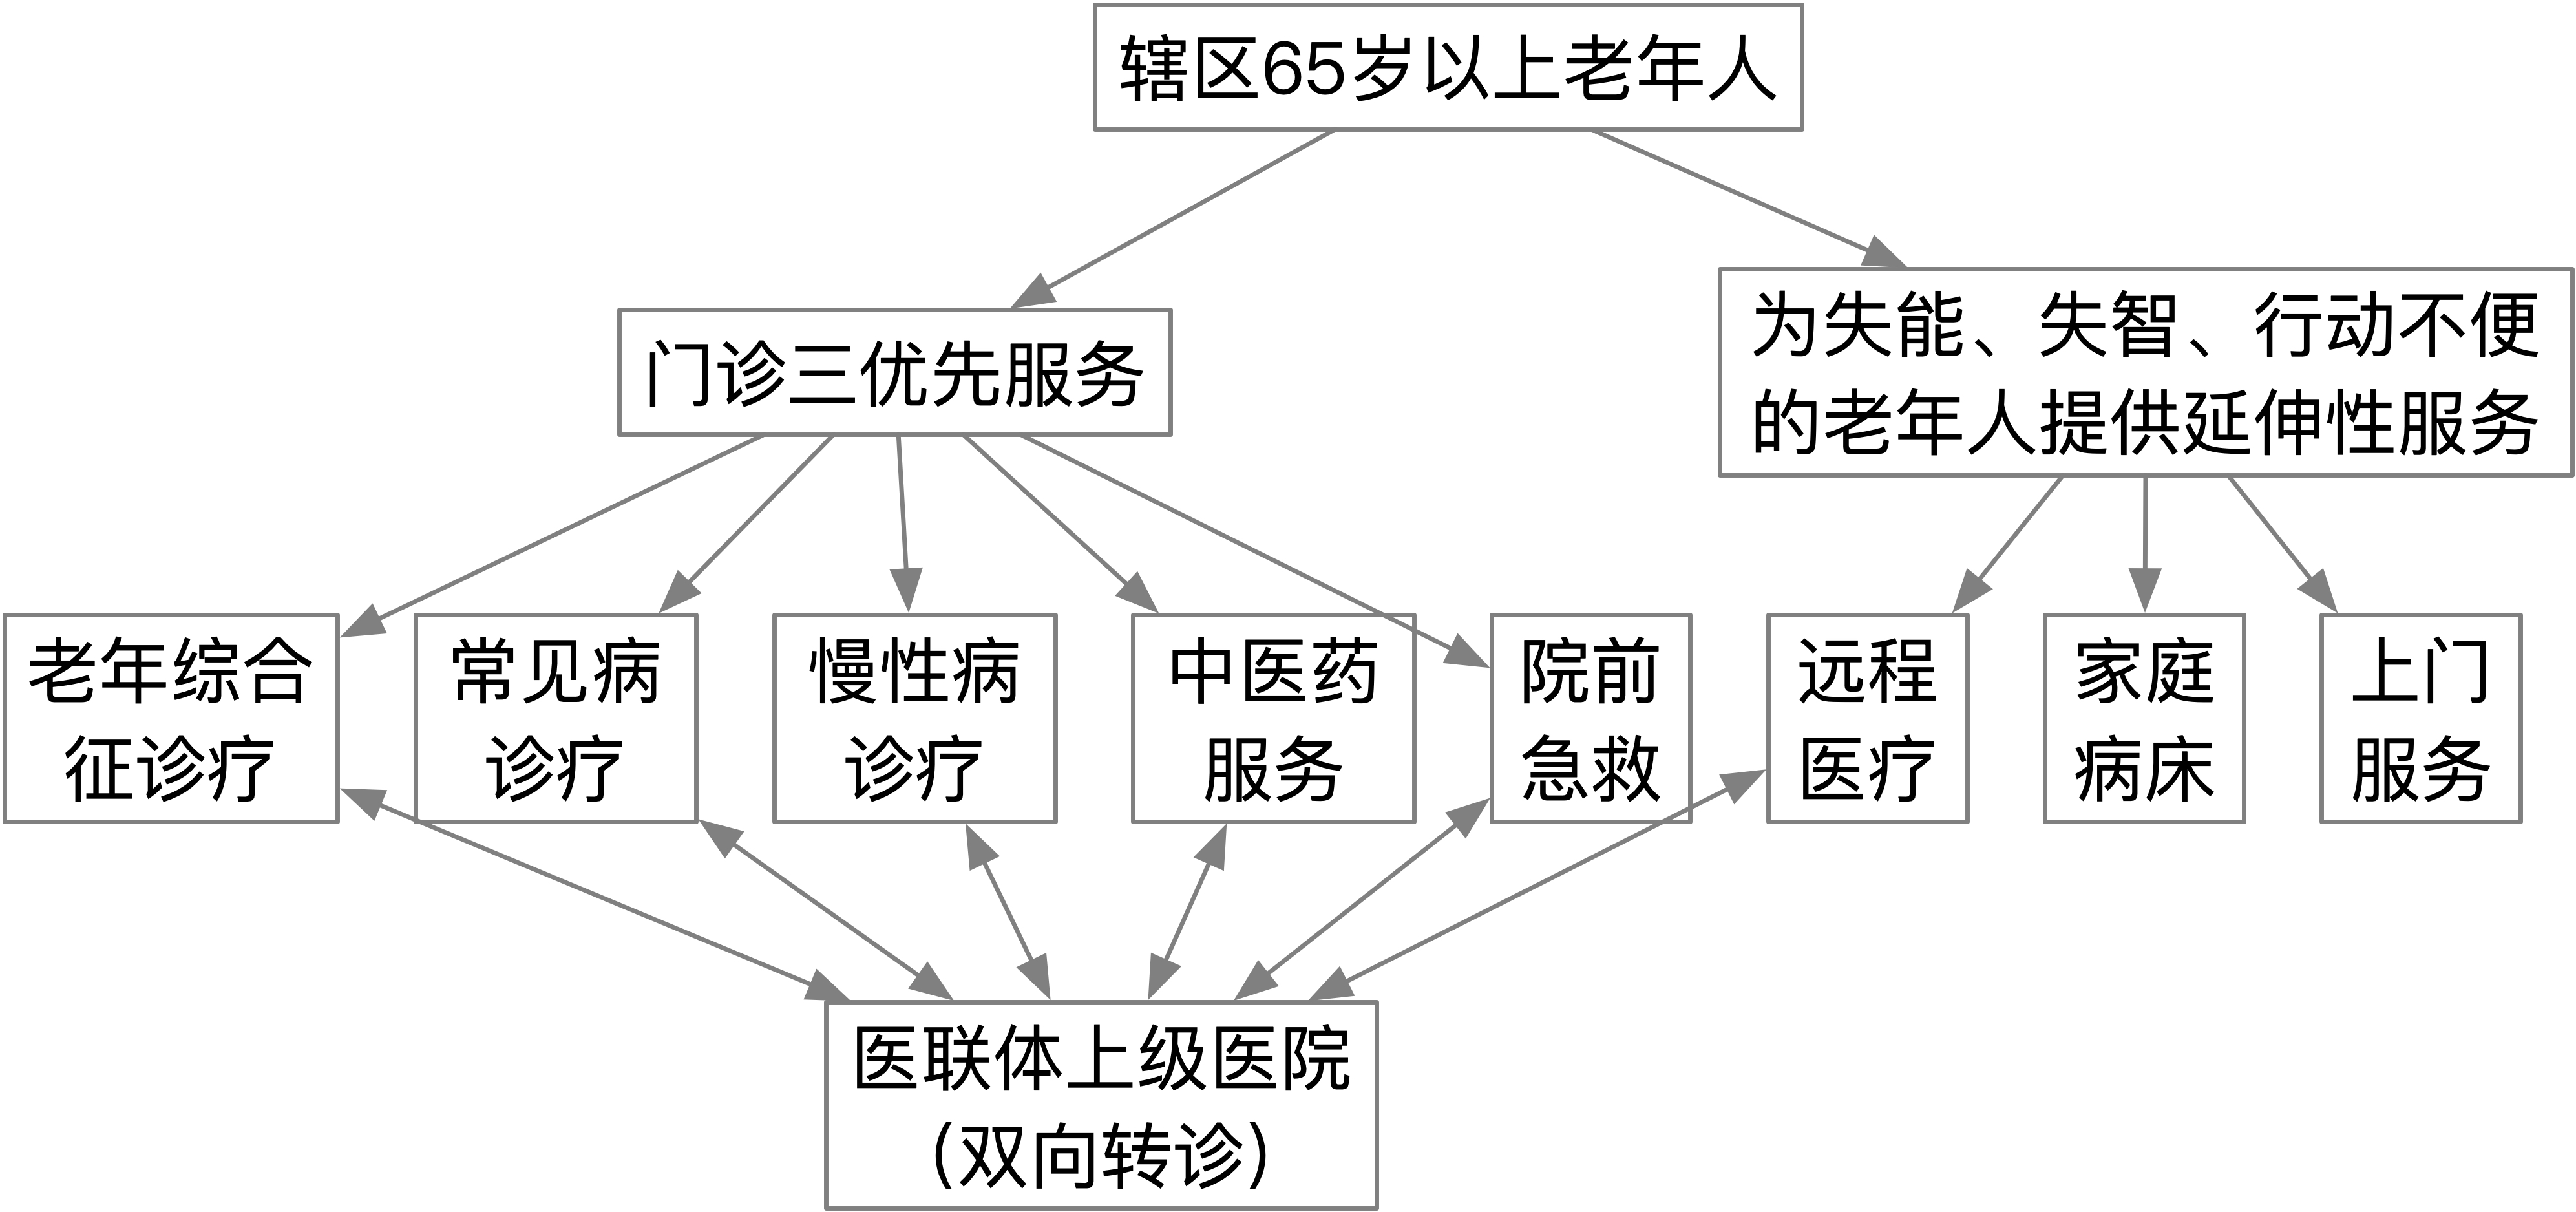 辖区65岁以上老年人
门诊三优先服务
为失能、失智、行动不便
的老年人提供延伸性服务
老年综合
征诊疗
常见病
诊疗
慢性病
诊疗
中医药
服务
院前
急救
远程
医疗
家庭
病床
上门
服务
医联体上级医院
(双向转诊)